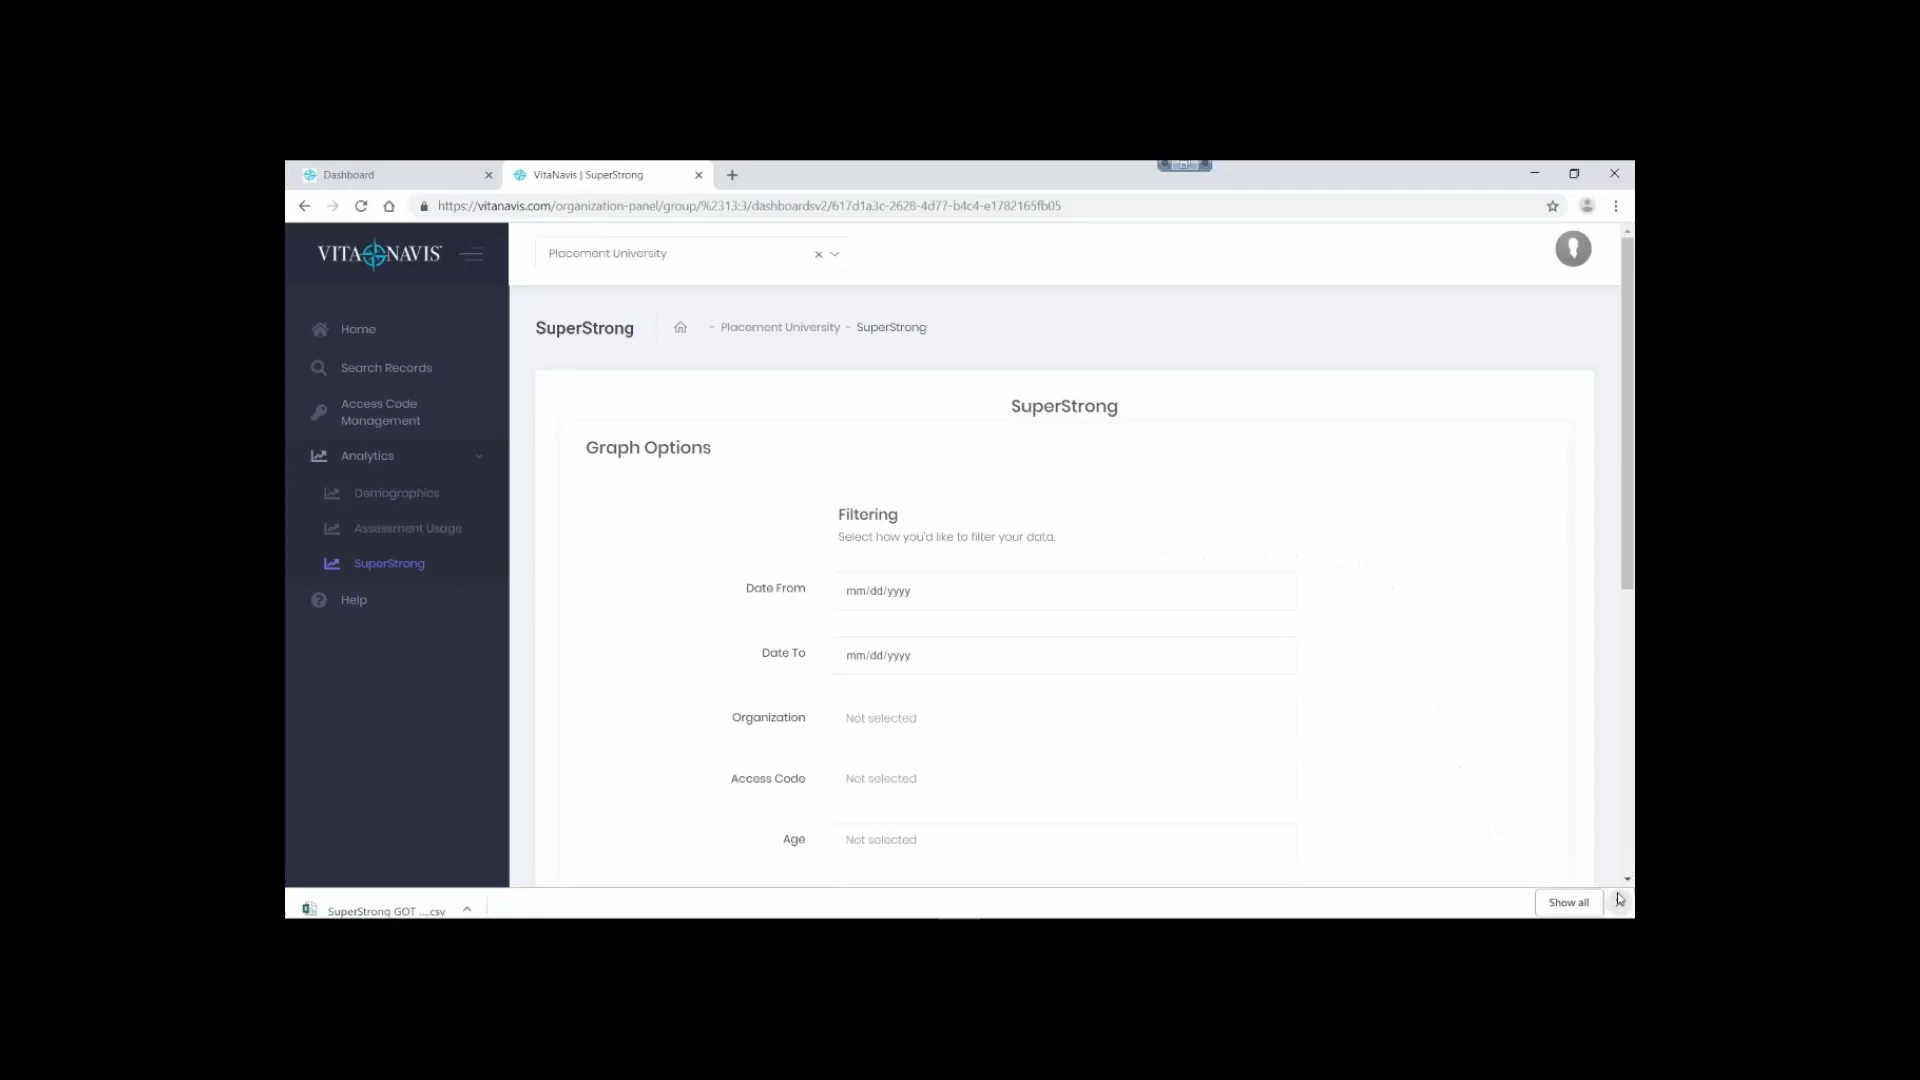 Dashboard
VitaNavis | SuperStrong
https://vitanavis.com/organization-panel/group/%2313:3/dashboardsv2/617d1a3c-2628-4d77-b4c4-e1782165fb05
VITA NAVIS
Placement University
Home
Search Records
Access Code
Management
Analytics
Demographics
Assessment Usage
SuperStrong
Help
SuperStrong
- Placement University - SuperStrong
SuperStrong
Graph Options
Filtering
Select how you'd like to filter your data.
Date From
mm/dd/yyyy
Date To
mm/dd/yyyy
Organization
Not selected
Access Code
Not selected
Age
Not selected
SuperStrong GOT ....csv
Show all